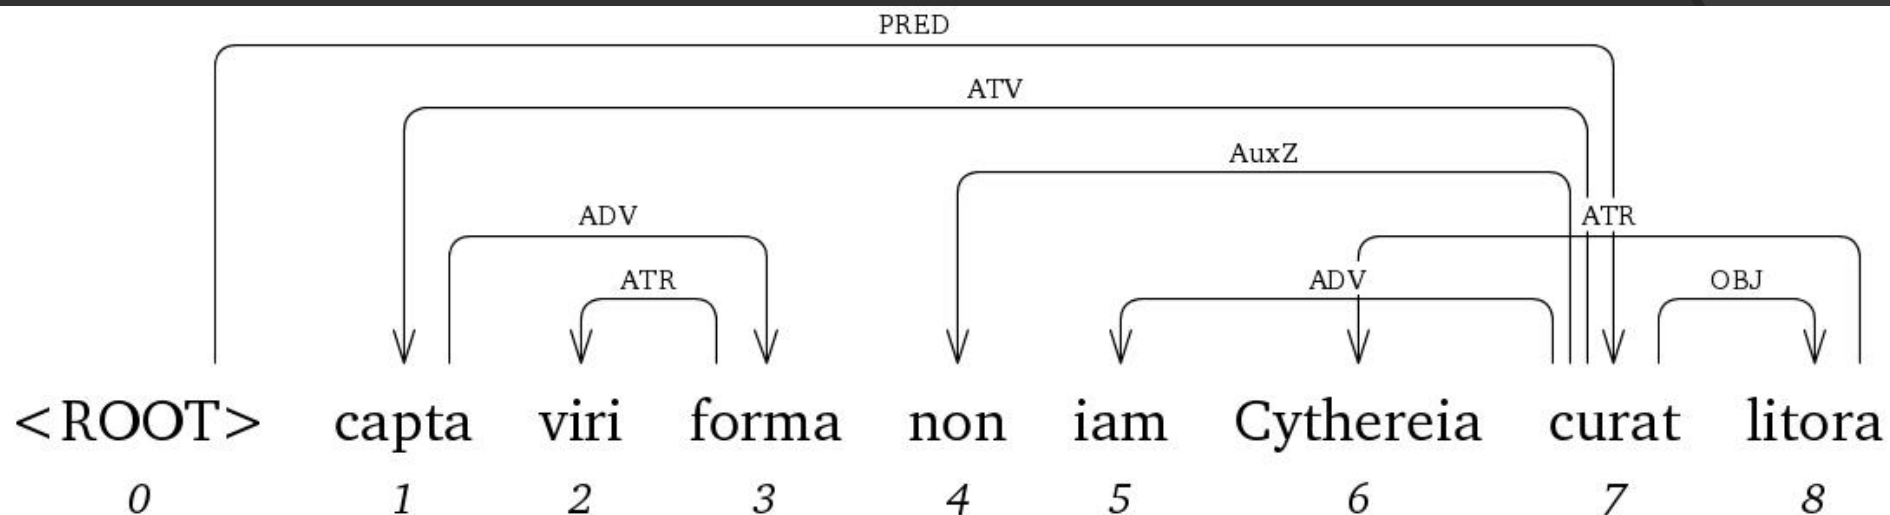 PRED
ATV
AuxZ
ADV ATR
ATR ADV OBJ
<ROOT> capta viri forma non iam Cythereia curat litora
0 1 2 3 4 5 6 7 8